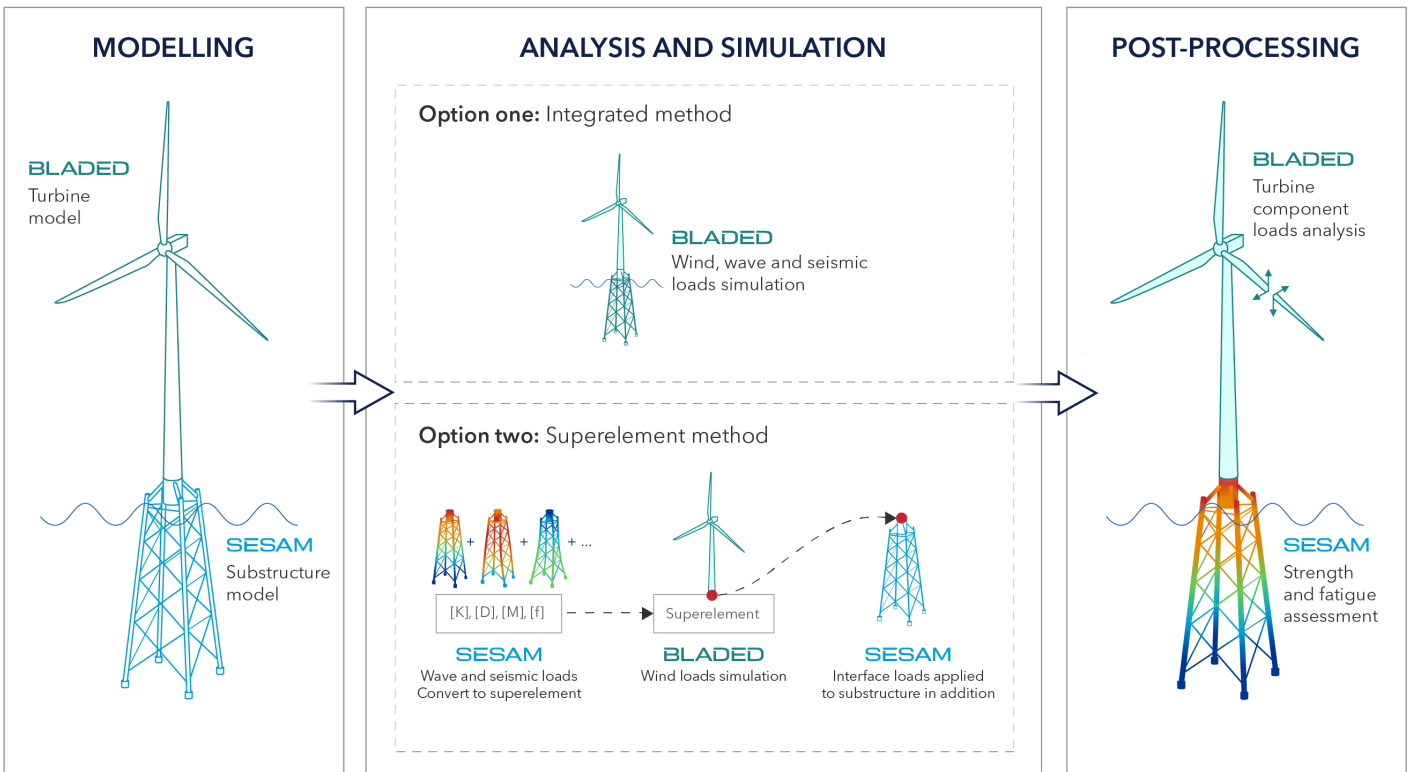 MODELLING
BLADED
Turbine
model
SESAM
Substructure
model
ANALYSIS AND SIMULATION
Option one: Integrated method
BLADED
Wind, wave and seismic
loads simulation
Option two: Superelement method
+ + + ...
[K], [D], [M], [f]
SESAM
Wave and seismic loads
Convert to superelement
Superelement
BLADED
Wind loads simulation
SESAM
Interface loads applied
to substructure in addition
POST-PROCESSING
BLADED
Turbine
component
loads analysis
SESAM
Strength
and fatigue
assessment